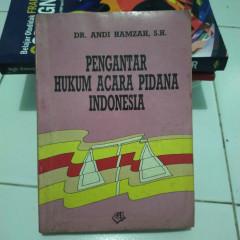 DR. ANDI HAMZAH, S.H.
PENGANTAR
HUKUM ACARA PIDANA
INDONESIA